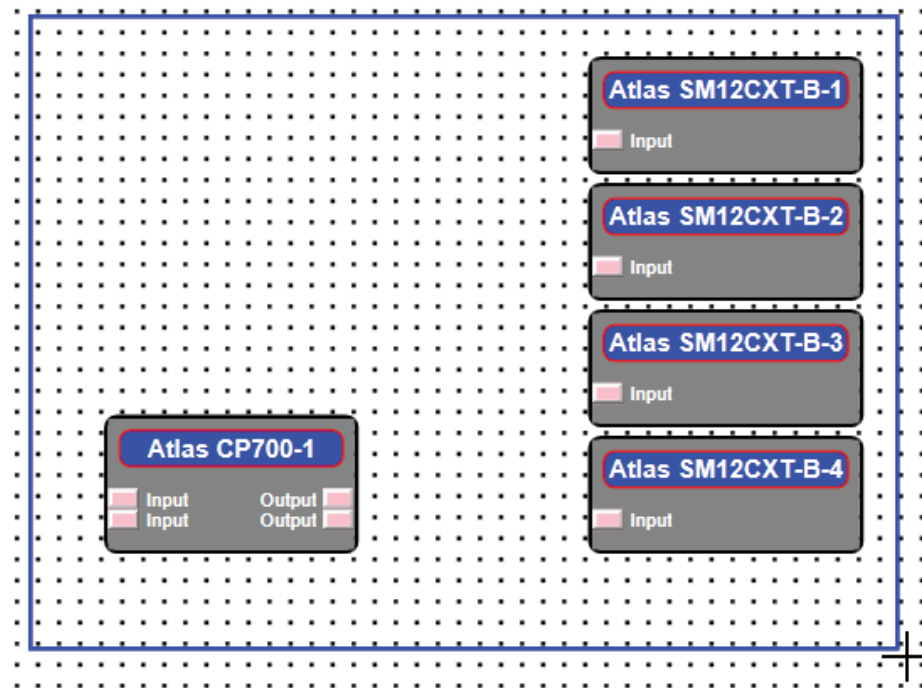 Atlas SM12CXT-B-1
Input
Atlas SM12CXT-B-2
Input
Atlas SM12CXT-B-3
Input
Atlas CP700-1
Input Output
Input Output
Atlas SM12CXT-B-4
Input